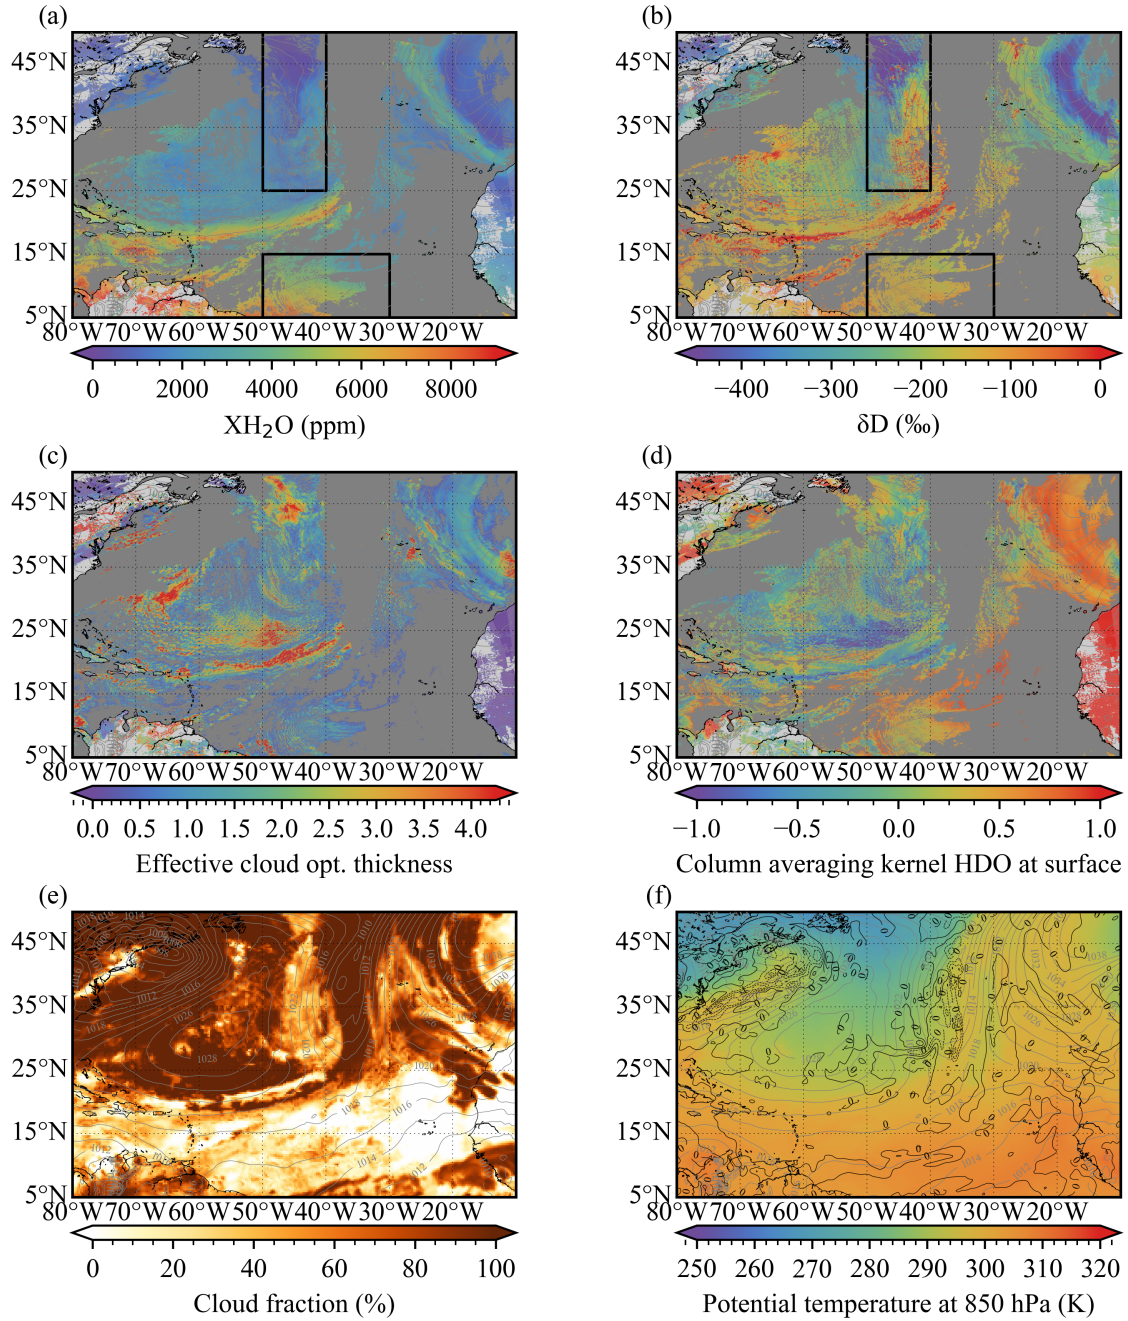 (a)
(b)
45°N
35°N
25°N
15°N
5°N
80°W
70°W
60°W
50°W
40°W
30°W
20°W
45°N
35°N
25°N
15°N
5°N
80°W
70°W
60°W
50°W
40°W
30°W
20°W
0 2000 4000 6000 8000
XH₂O (ppm)
−400 −300 −200 −100 0
δD (‰)
(c)
(d)
45°N
35°N
25°N
15°N
5°N
80°W
70°W
60°W
50°W
40°W
30°W
20°W
45°N
35°N
25°N
15°N
5°N
80°W
70°W
60°W
50°W
40°W
30°W
20°W
0.0 0.5 1.0 1.5 2.0 2.5 3.0 3.5 4.0
Effective cloud opt. thickness
−1.0 −0.5 0.0 0.5 1.0
Column averaging kernel HDO at surface
(e)
(f)
45°N
35°N
25°N
15°N
5°N
80°W
70°W
60°W
50°W
40°W
30°W
20°W
45°N
35°N
25°N
15°N
5°N
80°W
70°W
60°W
50°W
40°W
30°W
20°W
0 20 40 60 80 100
Cloud fraction (%)
250 260 270 280 290 300 310 320
Potential temperature at 850 hPa (K)